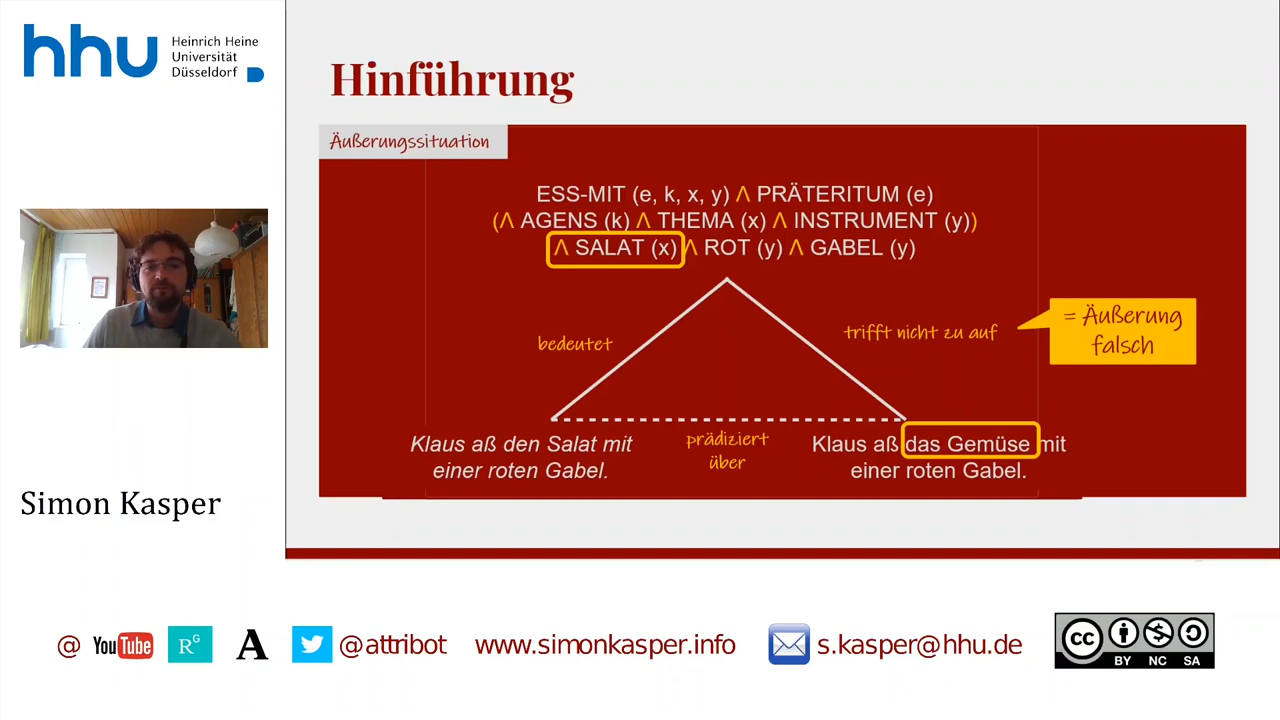 hhu Heinrich Heine
Universität
Düsseldorf
Hinführung
Äußerungssituation
ESS-MIT (e, k, x, y) Λ PRÄTERITUM (e)
(Λ AGENS (k) Λ THEMA (x) Λ INSTRUMENT (y))
Λ SALAT (x) Λ ROT (y) Λ GABEL (y)
bedeutet
trifft nicht zu auf
= Äußerung
falsch
Klaus aß den Salat mit
einer roten Gabel.
prädiziert
über
Klaus aß das Gemüse mit
einer roten Gabel.
Simon Kasper
@ YouTube RG A @attribot www.simonkasper.info s.kasper@hhu.de
cc BY NC SA